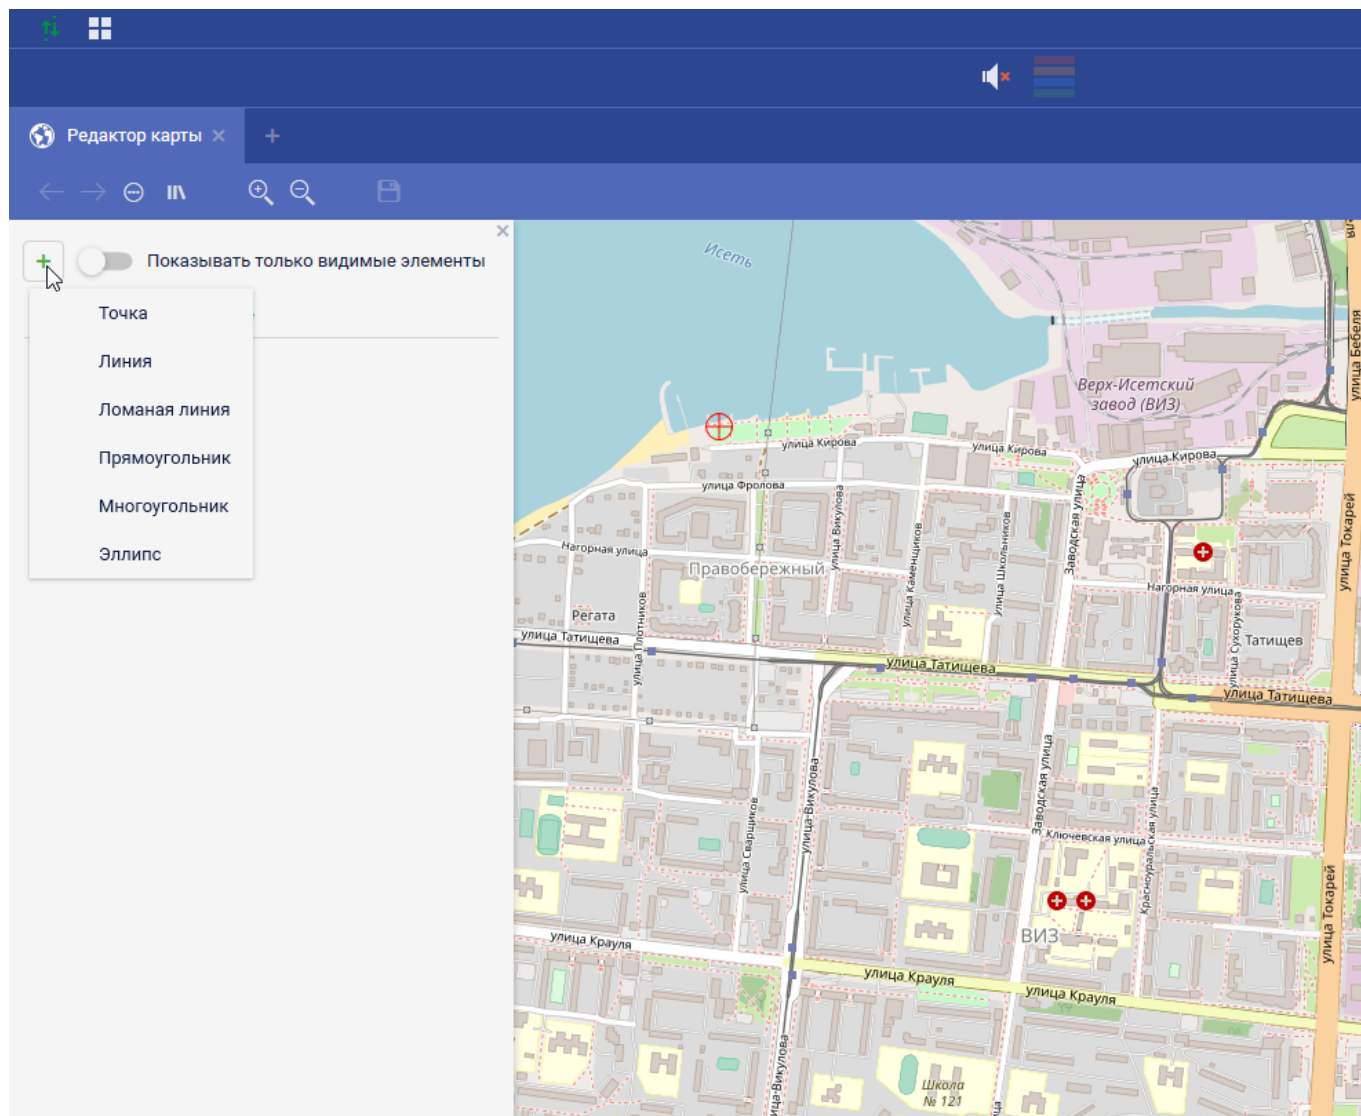 Редактор карты
Показывать только видимые элементы
Точка
Линия
Ломаная линия
Прямоугольник
Многоугольник
Эллипс
Исеть
улица Бебеля
Верх-Исетский
завод (ВИЗ)
улица Кирова
улица Кирова
улица Кирова
улица Фролова
улица Викулова
улица Каменщиков
улица Школьников
Заводская улица
улица Токарей
Нагорная улица
Правобережный
Нагорная улица
Регата
улица Плотников
улица Сухорукова
Татищев
улица Татищева
улица Татищева
улица Татищева
Заводская улица
улица Викулова
улица Сварщиков
Ключевская улица
Красноуральская улица
улица Токарей
ВИЗ
улица Крауля
улица Крауля
улица Крауля
Школа
№ 121